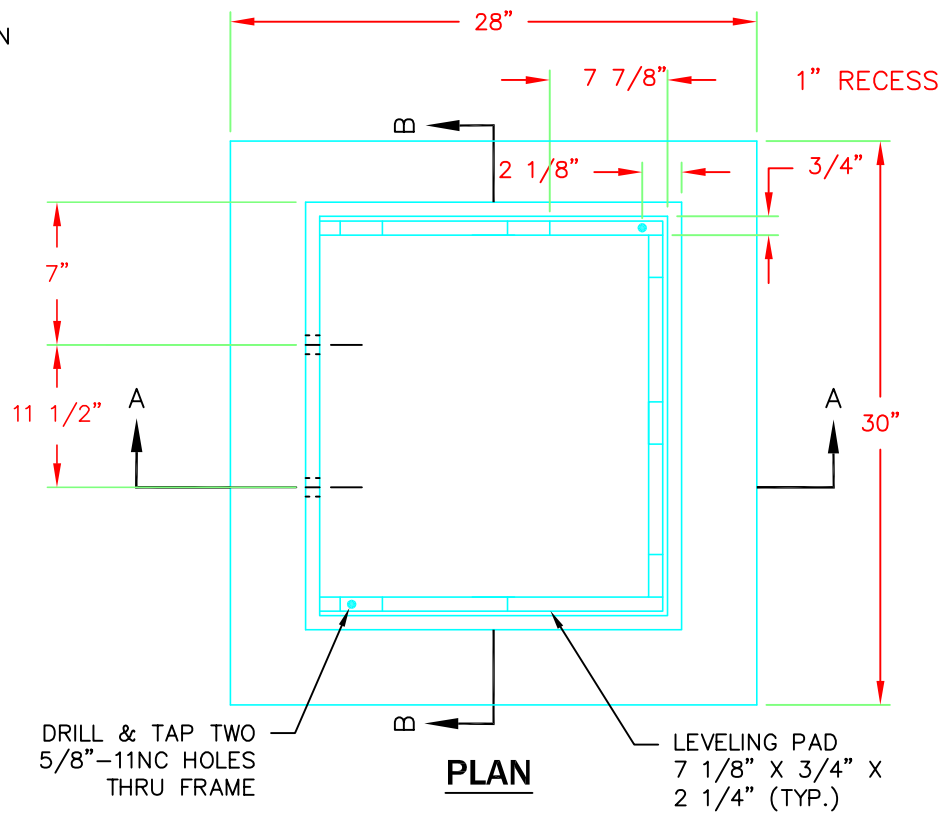 N
28”
7 7/8”
1” RECESS
B
2 1/8”
3/4”
7”
11 1/2”
A
A
30”
B
DRILL & TAP TWO
5/8”–11NC HOLES
THRU FRAME
PLAN
LEVELING PAD
7 1/8” X 3/4” X
2 1/4” (TYP.)